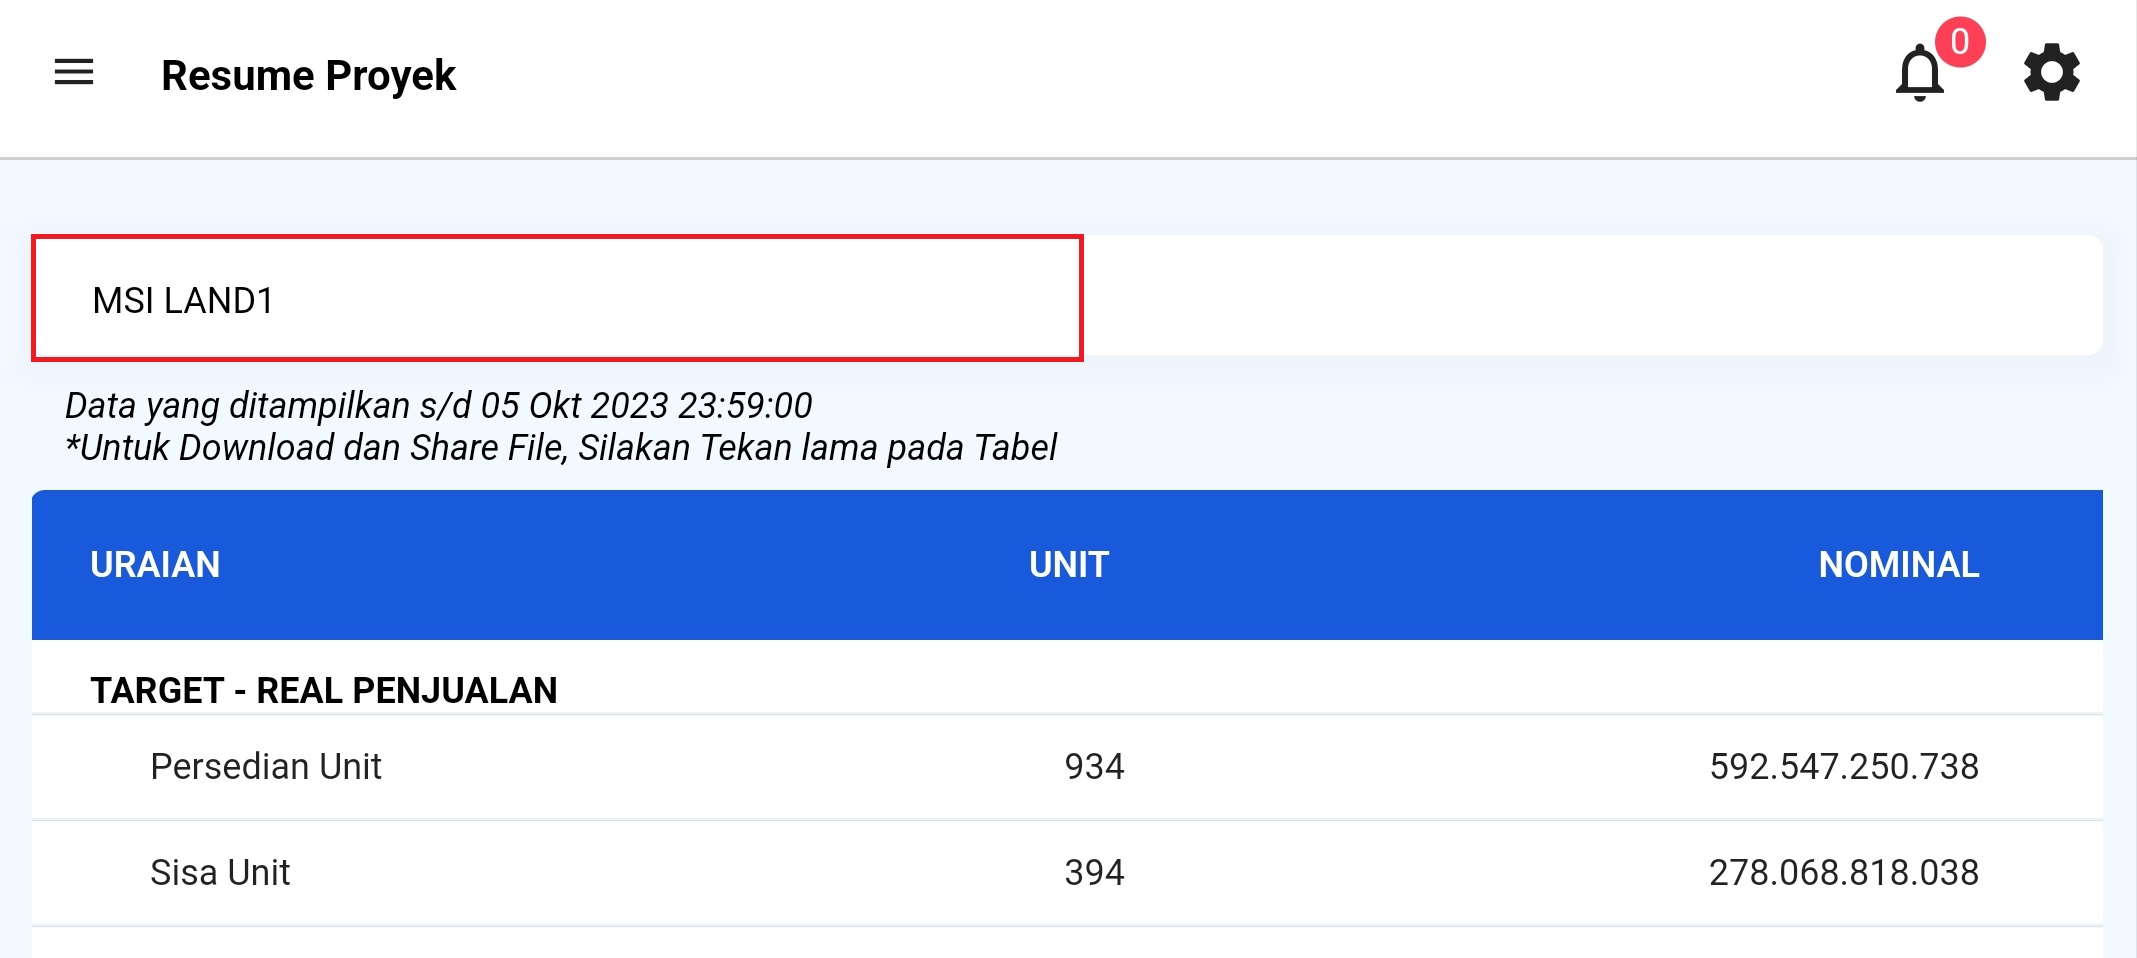 Resume Proyek
0
MSI LAND1
Data yang ditampilkan s/d 05 Okt 2023 23:59:00
*Untuk Download dan Share File, Silakan Tekan lama pada Tabel
URAIAN UNIT NOMINAL
TARGET - REAL PENJUALAN
Persedian Unit 934 592.547.250.738
Sisa Unit 394 278.068.818.038